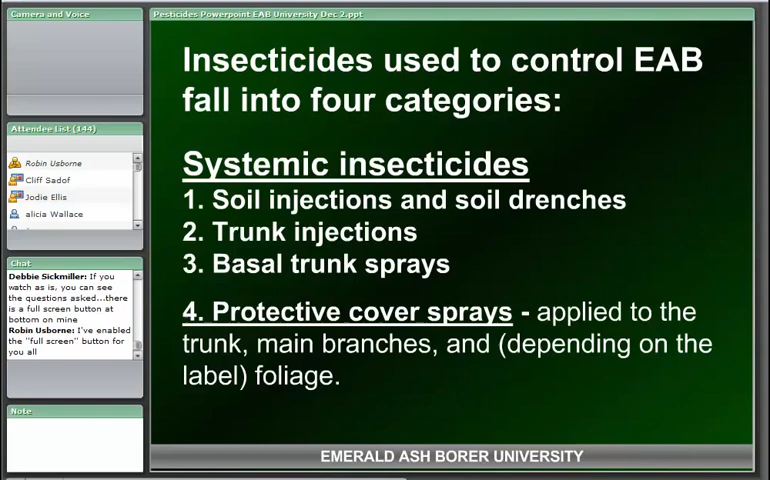 Camera and Voice
Attendee List (144)
Robin Usborne
Cliff Sadof
Jodie Ellis
alicia Wallace
Chat
Debbie Sickmiller: If you
watch as is, you can see
the questions asked...there
is a full screen button at
bottom on mine
Robin Usborne: I've enabled
the "full screen" button for
you all
Note
Pesticides Powerpoint EAB University Dec 2.ppt
Insecticides used to control EAB
fall into four categories:
Systemic insecticides
1. Soil injections and soil drenches
2. Trunk injections
3. Basal trunk sprays
4. Protective cover sprays - applied to the
trunk, main branches, and (depending on the
label) foliage.
EMERALD ASH BORER UNIVERSITY